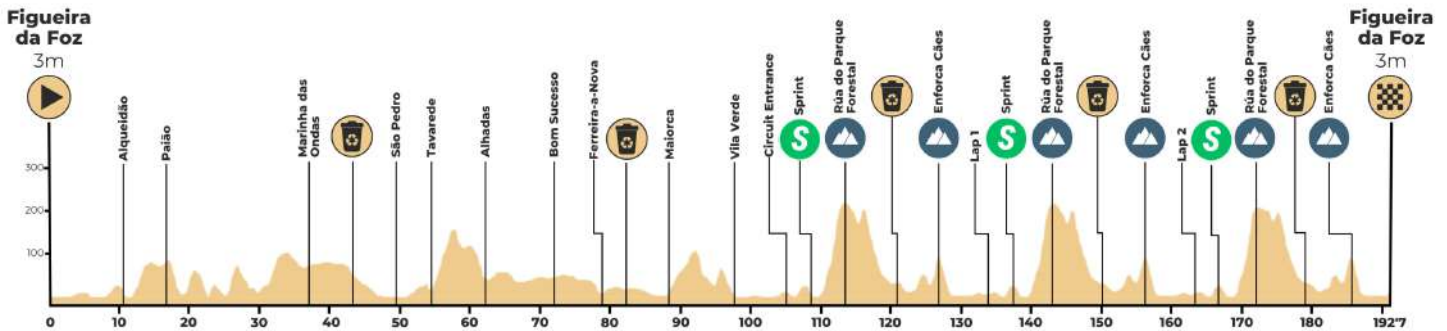 Figueira
da Foz
3m
Alqueidão
Paião
Marinha das
Ondas
São Pedro
Tavarede
Alhadas
Bom Sucesso
Ferreira-a-Nova
Maiorca
Vila Verde
Circuit Entrance
Sprint
S
Rúa do Parque
Forestal
Enforca Cães
Lap 1
Sprint
S
Rúa do Parque
Forestal
Enforca Cães
Lap 2
Sprint
S
Rúa do Parque
Forestal
Enforca Cães
Figueira
da Foz
3m
300
200
100
0 10 20 30 40 50 60 70 80 90 100 110 120 130 140 150 160 170 180 192'7